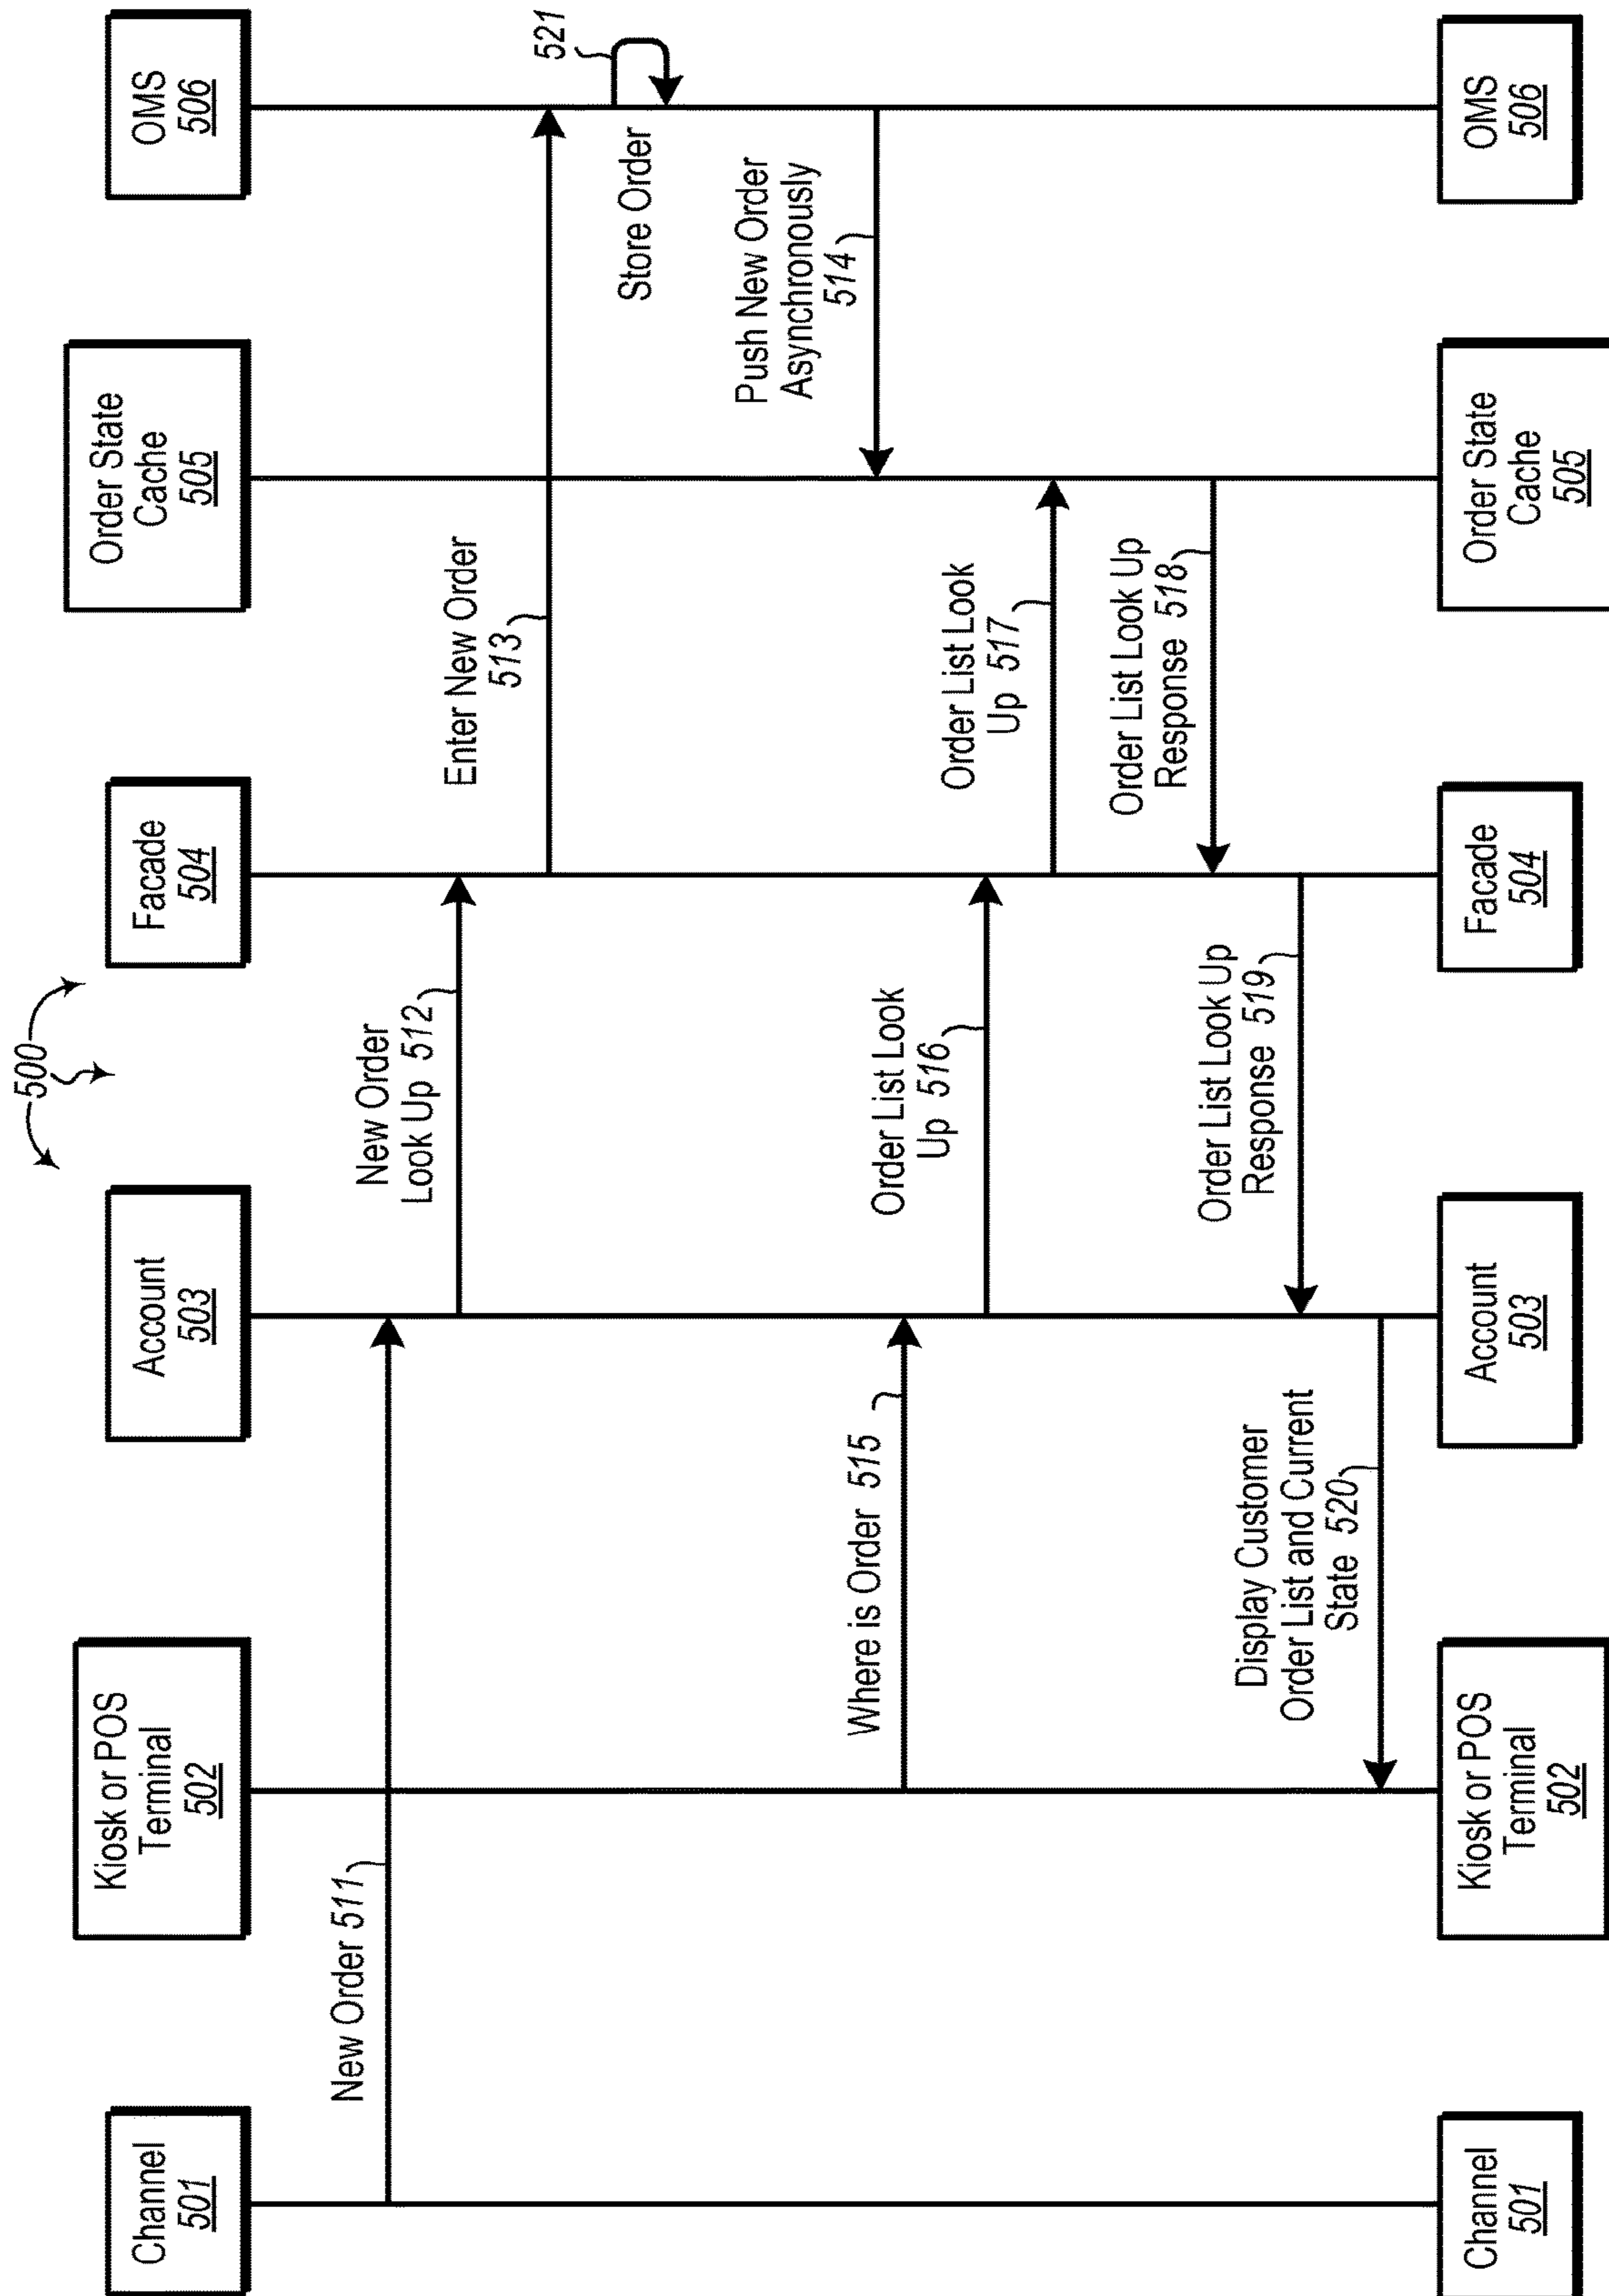 500
Channel
501
Kiosk or POS
Terminal
502
Account
503
Facade
504
Order State
Cache
505
OMS
506
New Order 511
New Order
Look Up 512
Enter New Order
513
521
Store Order
Push New Order
Asynchronously
514
Where is Order 515
Order List Look
Up 516
Order List Look
Up 517
Order List Look Up
Response 518
Order List Look Up
Response 519
Display Customer
Order List and Current
State 520
Channel
501
Kiosk or POS
Terminal
502
Account
503
Facade
504
Order State
Cache
505
OMS
506